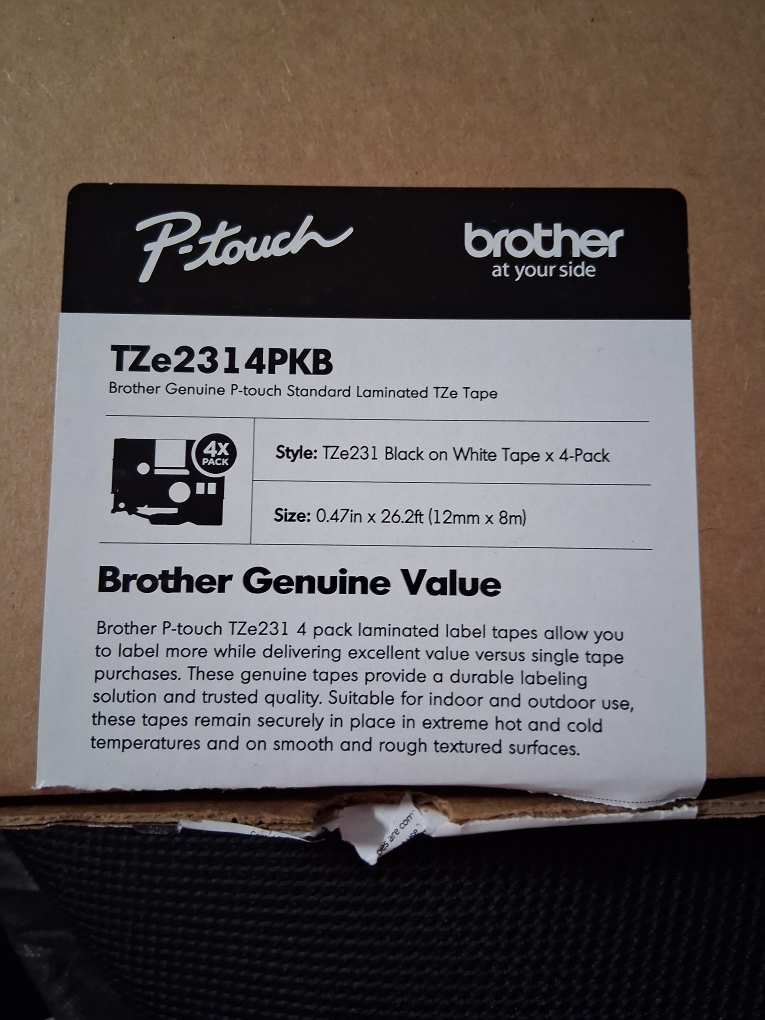 P-touch
brother
at your side
TZe2314PKB
Brother Genuine P-touch Standard Laminated TZe Tape
4X
PACK
Style: TZe231 Black on White Tape x 4-Pack
Size: 0.47in x 26.2ft (12mm x 8m)
Brother Genuine Value
Brother P-touch TZe231 4 pack laminated label tapes allow you
to label more while delivering excellent value versus single tape
purchases. These genuine tapes provide a durable labeling
solution and trusted quality. Suitable for indoor and outdoor use,
these tapes remain securely in place in extreme hot and cold
temperatures and on smooth and rough textured surfaces.
are